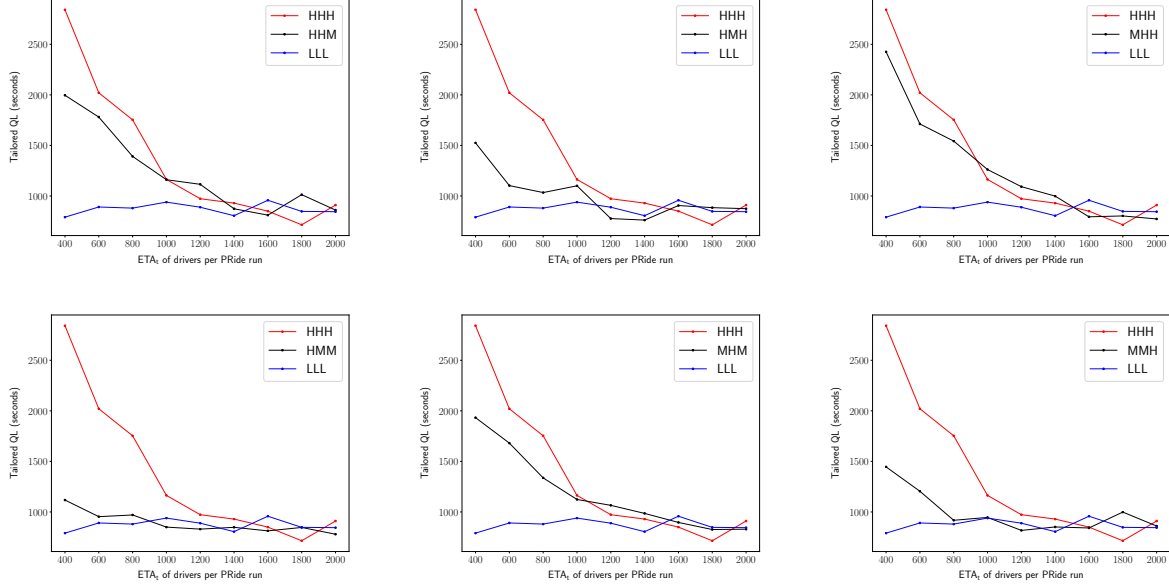 HHH
HHM
LLL
2500
2000
1500
1000
400 600 800 1000 1200 1400 1600 1800 2000
Tailored QL (seconds)
ETAt of drivers per PRide run
HHH
HMH
LLL
2500
2000
1500
1000
400 600 800 1000 1200 1400 1600 1800 2000
Tailored QL (seconds)
ETAt of drivers per PRide run
HHH
MHH
LLL
2500
2000
1500
1000
400 600 800 1000 1200 1400 1600 1800 2000
Tailored QL (seconds)
ETAt of drivers per PRide run
HHH
HMM
LLL
2500
2000
1500
1000
400 600 800 1000 1200 1400 1600 1800 2000
Tailored QL (seconds)
ETAt of drivers per PRide run
HHH
MHM
LLL
2500
2000
1500
1000
400 600 800 1000 1200 1400 1600 1800 2000
Tailored QL (seconds)
ETAt of drivers per PRide run
HHH
MMH
LLL
2500
2000
1500
1000
400 600 800 1000 1200 1400 1600 1800 2000
Tailored QL (seconds)
ETAt of drivers per PRide run